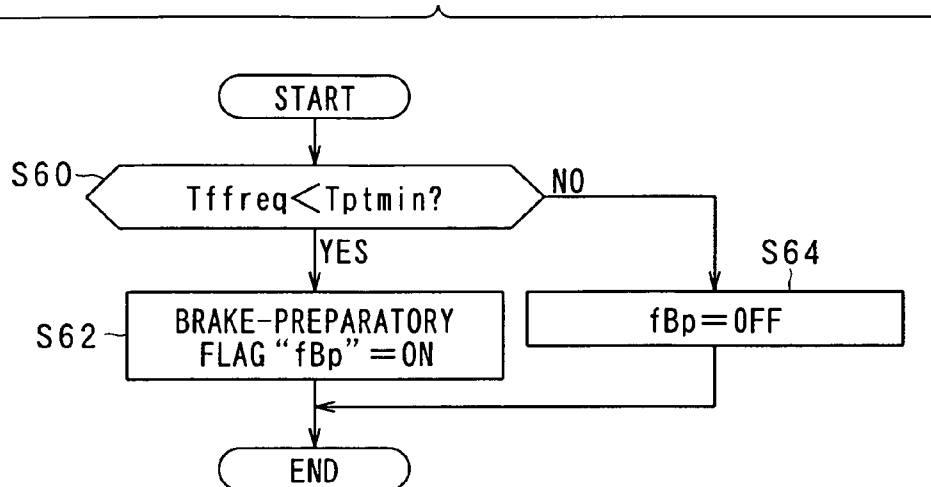 START
S60
Tffreq<Tptmin?
NO
YES
S64
S62
BRAKE-PREPARATORY
FLAG “fBp”=ON
fBp=OFF
END